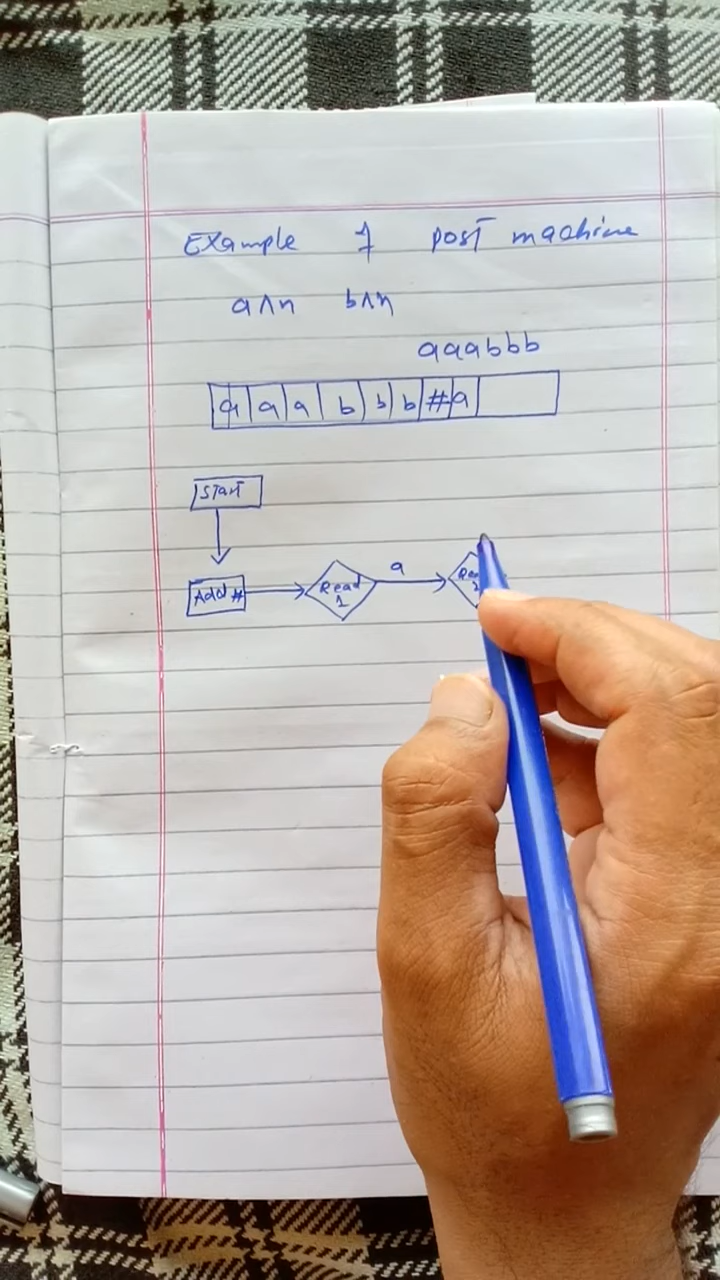 Example of post machine
a^n b^n
aaabbb
a a a b b b # a
Start
Add # Read 1 a